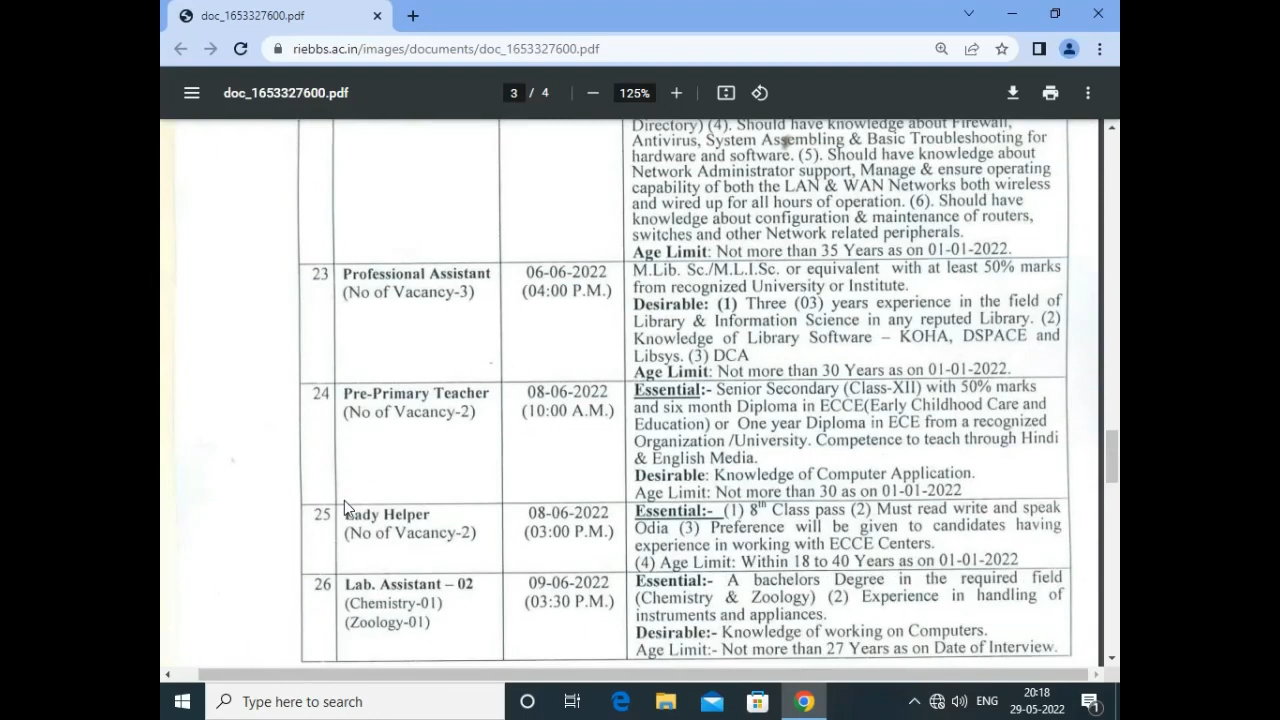 doc_1653327600.pdf
riebbs.ac.in/images/documents/doc_1653327600.pdf
doc_1653327600.pdf
3 / 4
125%
Directory) (4). Should have knowledge about Firewall,
Antivirus, System Assembling & Basic Troubleshooting for
hardware and software. (5). Should have knowledge about
Network Administrator support, Manage & ensure operating
capability of both the LAN & WAN Networks both wireless
and wired up for all hours of operation. (6). Should have
knowledge about configuration & maintenance of routers,
switches and other Network related peripherals.
Age Limit: Not more than 35 Years as on 01-01-2022.
23
Professional Assistant
(No of Vacancy-3)
06-06-2022
(04:00 P.M.)
M.Lib. Sc./M.L.I.Sc. or equivalent with at least 50% marks
from recognized University or Institute.
Desirable: (1) Three (03) years experience in the field of
Library & Information Science in any reputed Library. (2)
Knowledge of Library Software – KOHA, DSPACE and
Libsys. (3) DCA
Age Limit: Not more than 30 Years as on 01-01-2022.
24
Pre-Primary Teacher
(No of Vacancy-2)
08-06-2022
(10:00 A.M.)
Essential:- Senior Secondary (Class-XII) with 50% marks
and six month Diploma in ECCE(Early Childhood Care and
Education) or One year Diploma in ECE from a recognized
Organization /University. Competence to teach through Hindi
& English Media.
Desirable: Knowledge of Computer Application.
Age Limit: Not more than 30 as on 01-01-2022
25
Lady Helper
(No of Vacancy-2)
08-06-2022
(03:00 P.M.)
Essential:- (1) 8th Class pass (2) Must read write and speak
Odia (3) Preference will be given to candidates having
experience in working with ECCE Centers.
(4) Age Limit: Within 18 to 40 Years as on 01-01-2022
26
Lab. Assistant – 02
(Chemistry-01)
(Zoology-01)
09-06-2022
(03:30 P.M.)
Essential:- A bachelors Degree in the required field
(Chemistry & Zoology) (2) Experience in handling of
instruments and appliances.
Desirable:- Knowledge of working on Computers.
Age Limit:- Not more than 27 Years as on Date of Interview.
Type here to search
ENG
20:18
29-05-2022
1